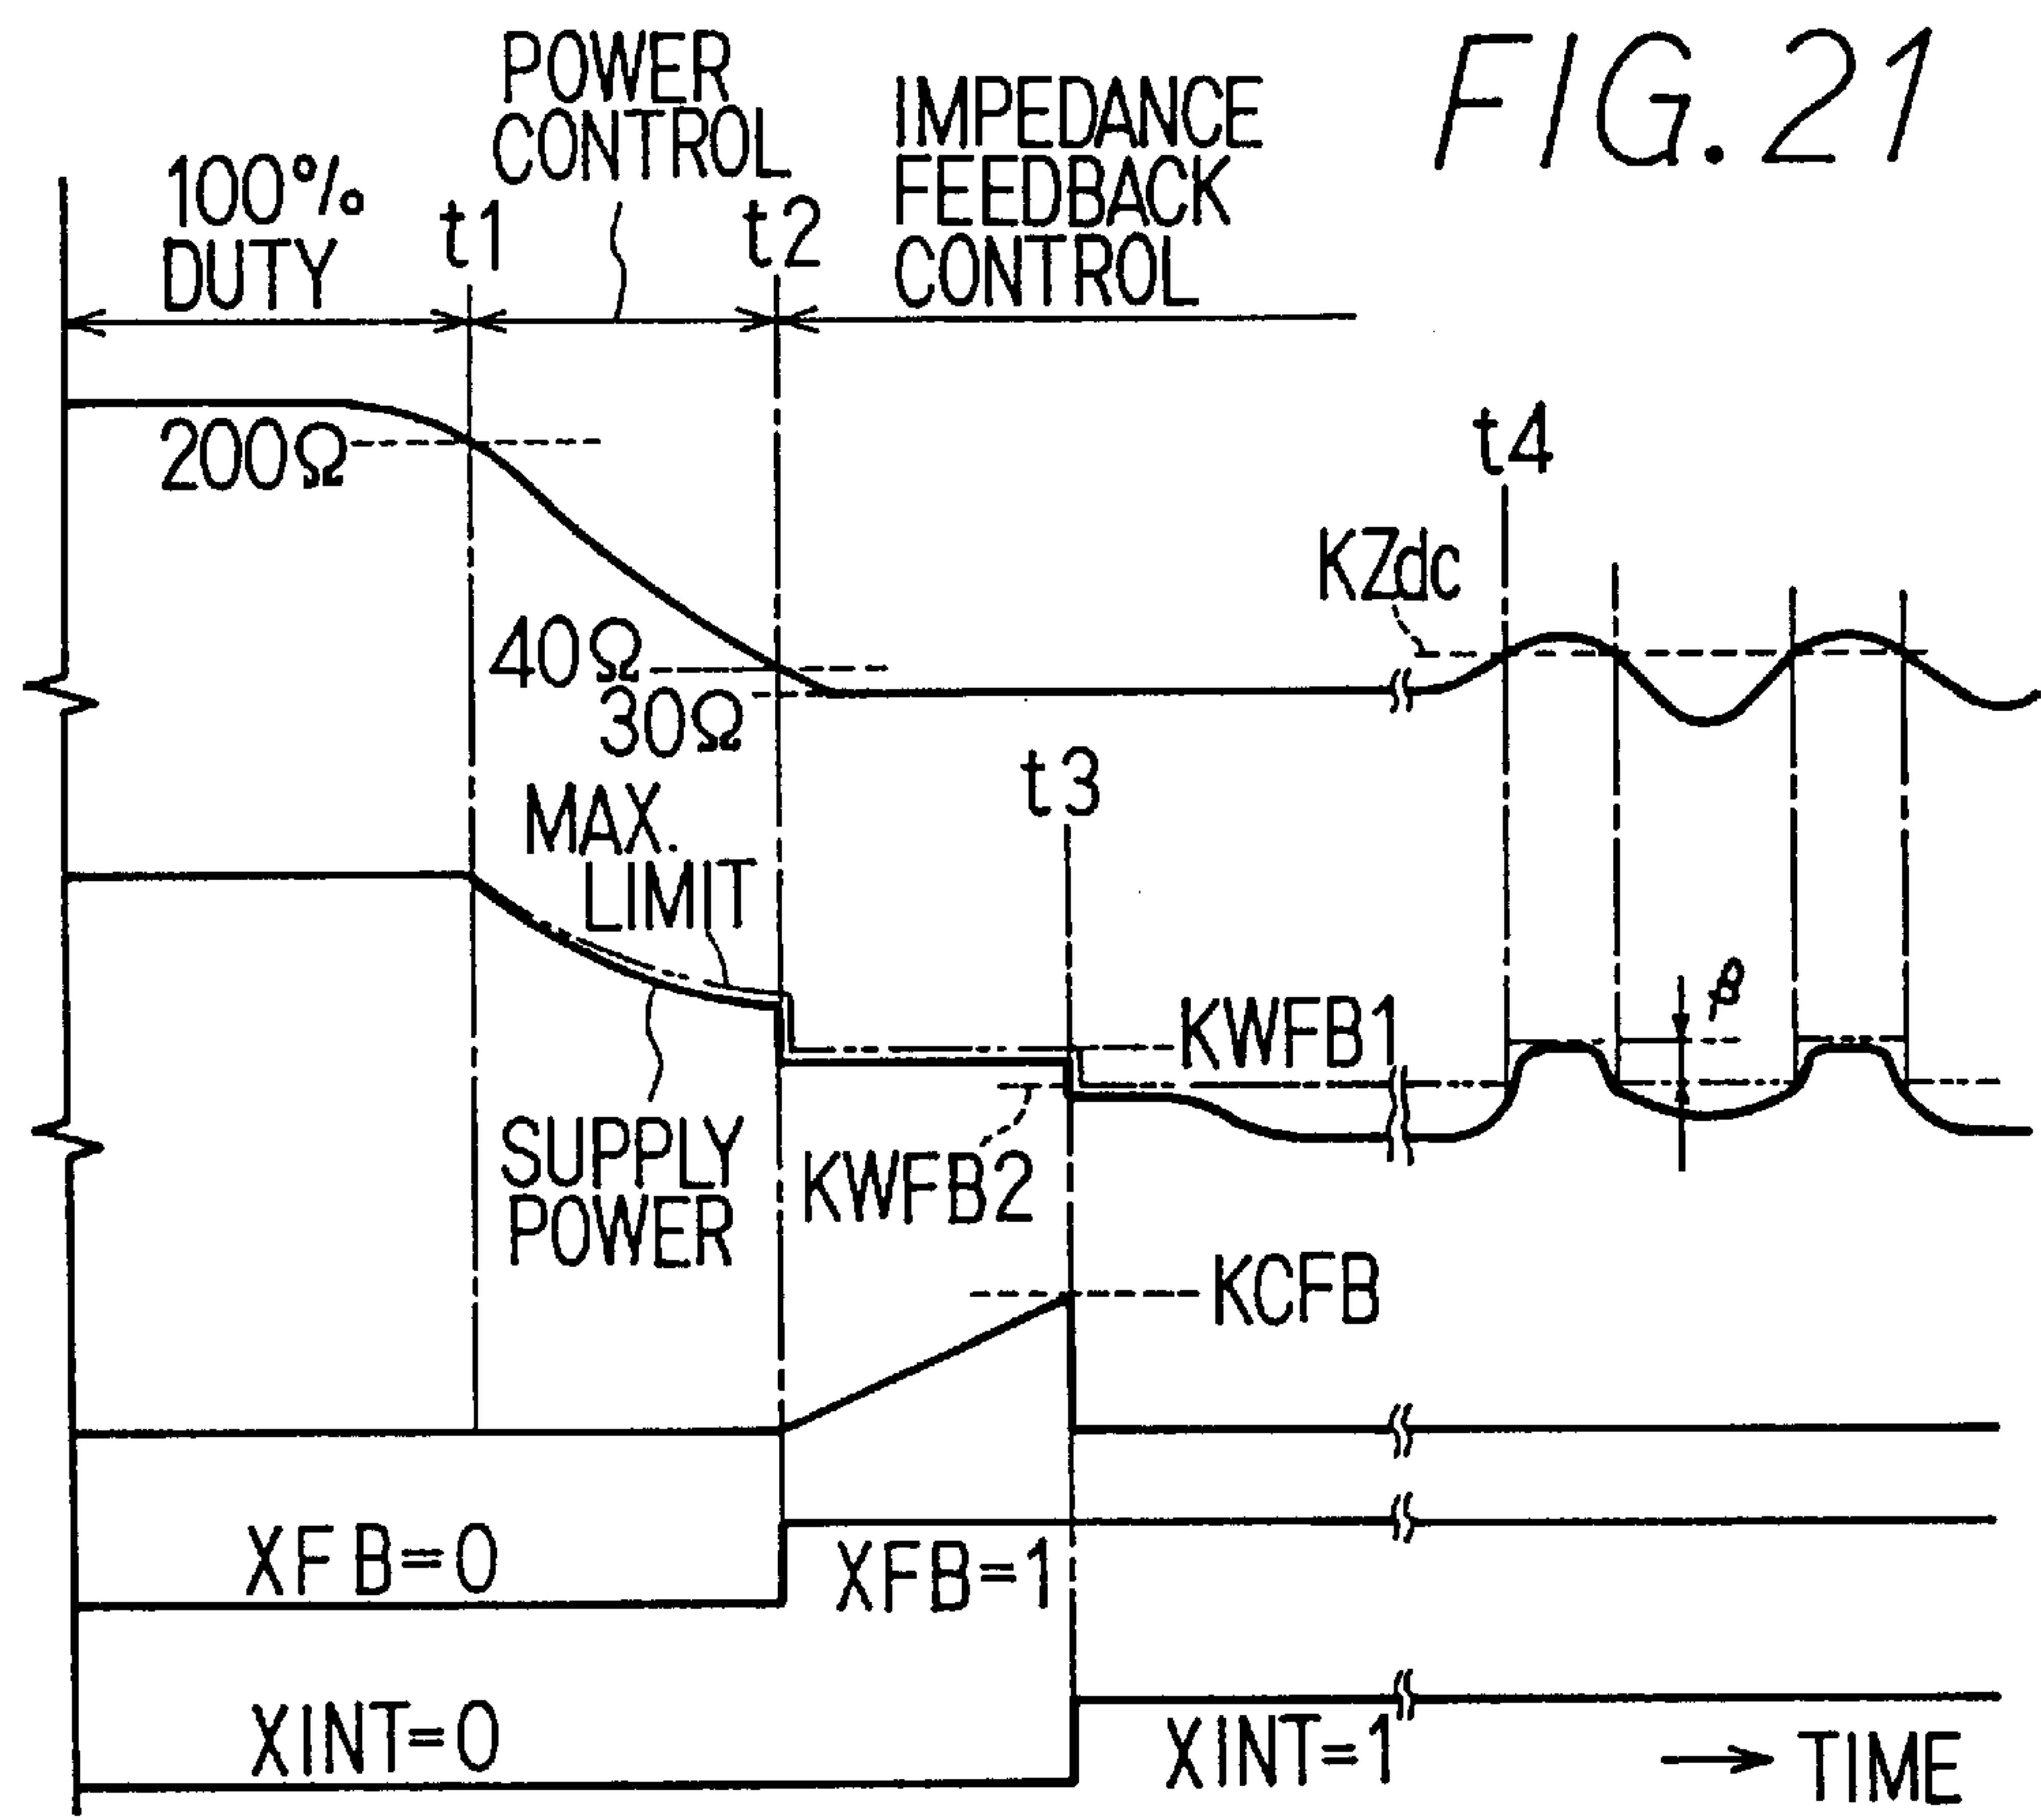 FIG.21
POWER
CONTROL
IMPEDANCE
FEEDBACK
CONTROL
100%
DUTY
t1
t2
200Ω
t4
KZdc
40Ω
30Ω
t3
MAX.
LIMIT
β
KWFB1
SUPPLY
POWER
KWFB2
KCFB
XFB=0
XFB=1
XINT=0
XINT=1
TIME